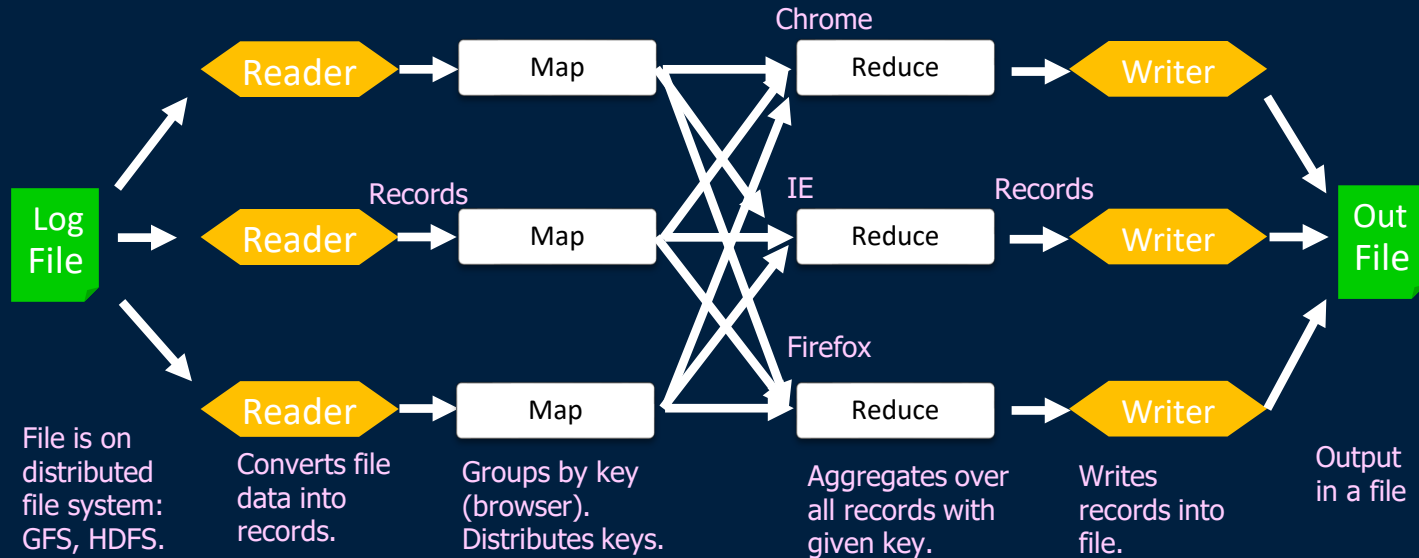 Chrome
Reader
Map
Reduce
Writer
Log
File
Records
Reader
Map
IE
Reduce
Records
Writer
Out
File
Firefox
Reader
Map
Reduce
Writer
File is on
distributed
file system:
GFS, HDFS.
Converts file
data into
records.
Groups by key
(browser).
Distributes keys.
Aggregates over
all records with
given key.
Writes
records into
file.
Output
in a file